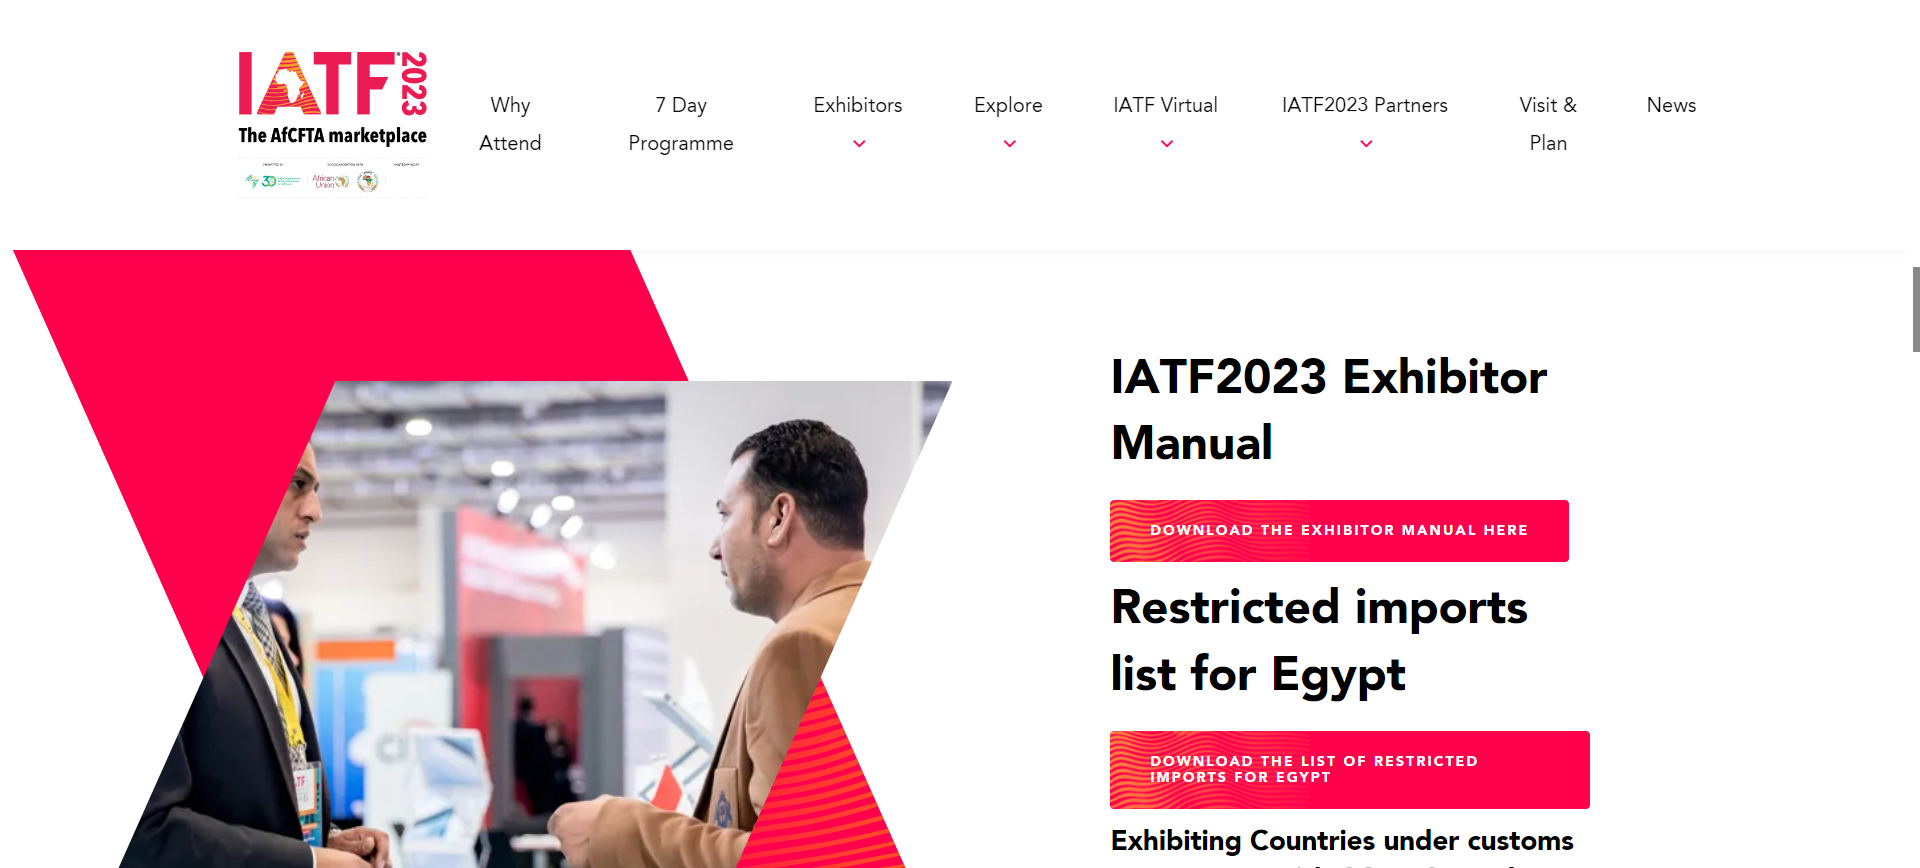 IATF 2023
The AfCFTA marketplace
30
African
Union
Why
Attend
7 Day
Programme
Exhibitors
Explore
IATF Virtual
IATF2023 Partners
Visit &
Plan
News
IATF2023 Exhibitor
Manual
DOWNLOAD THE EXHIBITOR MANUAL HERE
Restricted imports
list for Egypt
DOWNLOAD THE LIST OF RESTRICTED
IMPORTS FOR EGYPT
Exhibiting Countries under customs